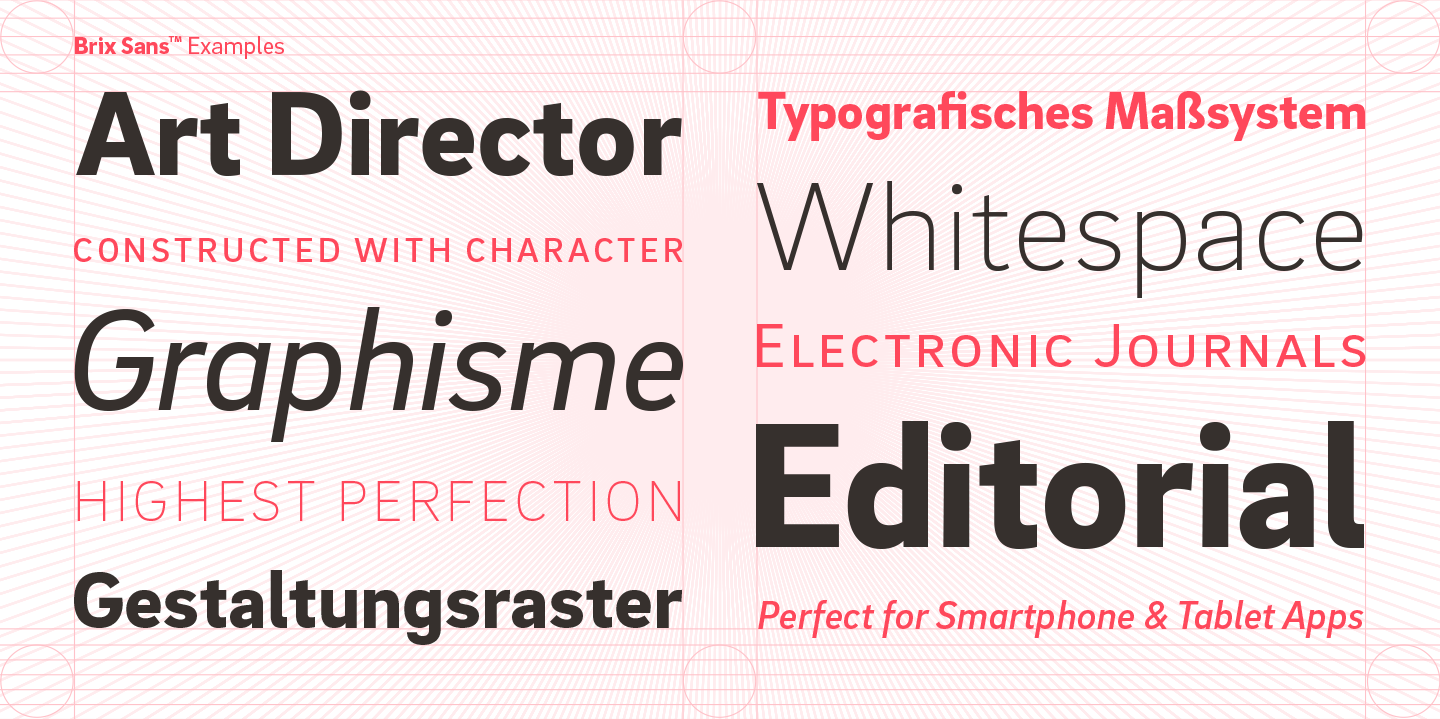 Brix Sans™ Examples
Art Director
CONSTRUCTED WITH CHARACTER
Graphisme
HIGHEST PERFECTION
Gestaltungsraster
Typografisches Maßsystem
Whitespace
ELECTRONIC JOURNALS
Editorial
Perfect for Smartphone & Tablet Apps